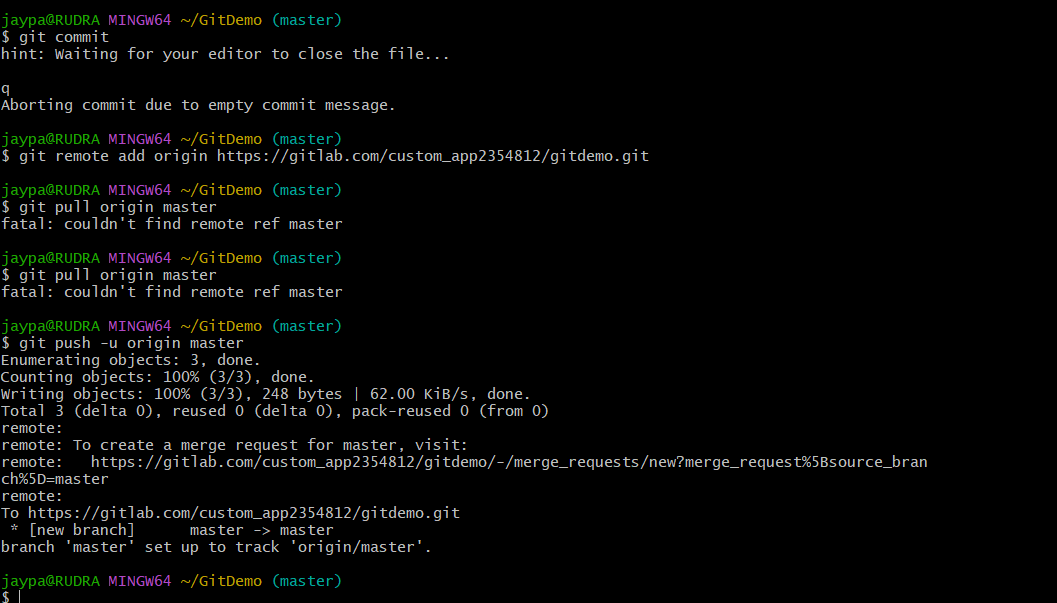 jaypa@RUDRA MINGW64 ~/GitDemo (master)
$ git commit
hint: Waiting for your editor to close the file...
q
Aborting commit due to empty commit message.
jaypa@RUDRA MINGW64 ~/GitDemo (master)
$ git remote add origin https://gitlab.com/custom_app2354812/gitdemo.git
jaypa@RUDRA MINGW64 ~/GitDemo (master)
$ git pull origin master
fatal: couldn't find remote ref master
jaypa@RUDRA MINGW64 ~/GitDemo (master)
$ git pull origin master
fatal: couldn't find remote ref master
jaypa@RUDRA MINGW64 ~/GitDemo (master)
$ git push -u origin master
Enumerating objects: 3, done.
Counting objects: 100% (3/3), done.
Writing objects: 100% (3/3), 248 bytes | 62.00 KiB/s, done.
Total 3 (delta 0), reused 0 (delta 0), pack-reused 0 (from 0)
remote:
remote: To create a merge request for master, visit:
remote:   https://gitlab.com/custom_app2354812/gitdemo/-/merge_requests/new?merge_request%5Bsource_bran
ch%5D=master
remote:
To https://gitlab.com/custom_app2354812/gitdemo.git
 * [new branch]      master -> master
branch 'master' set up to track 'origin/master'.
jaypa@RUDRA MINGW64 ~/GitDemo (master)
$